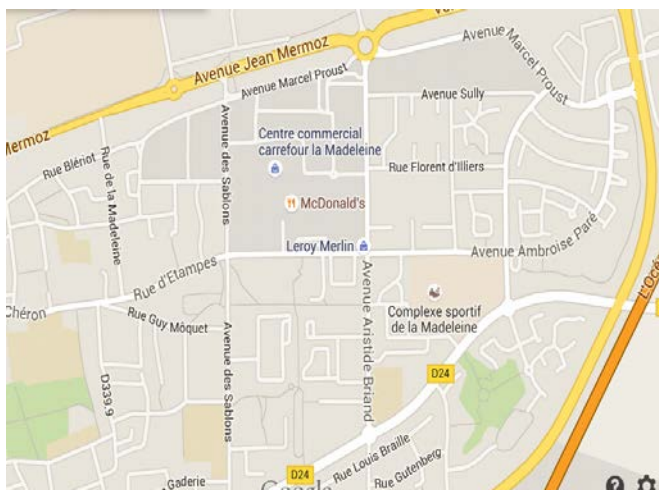 Avenue Jean Mermoz
Avenue Marcel Proust
Avenue Marcel Proust
Mermoz
Avenue Sully
Rue Blériot
Rue de la Madeleine
Avenue des Sablons
Centre commercial
carrefour la Madeleine
Rue Florent d'Illiers
McDonald's
Avenue Ambroise Paré
Leroy Merlin
Rue d'Etampes
L'Océ
Chéron
Rue Guy Môquet
Avenue Aristide Briand
Complexe sportif
de la Madeleine
Avenue des Sablons
D24
D339.9
D24
Rue Louis Braille
Rue Gutenberg
Gaderie
Google